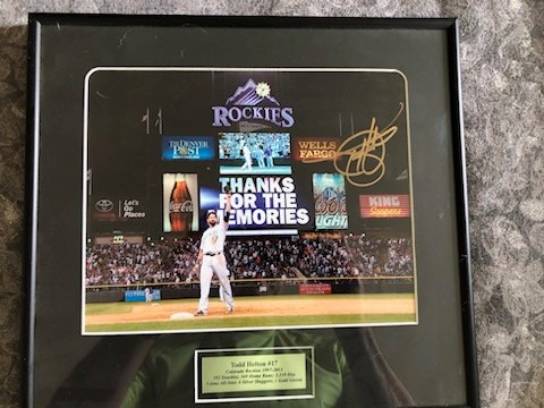 ROCKIES
THE DENVER
POST
WELLS
FARGO
THANKS
FOR THE
MEMORIES
Let's
Go
Places
Coca-Cola
Coors
LIGHT
KING
Soopers
Todd Helton #17
Colorado Rockies 1997-2013